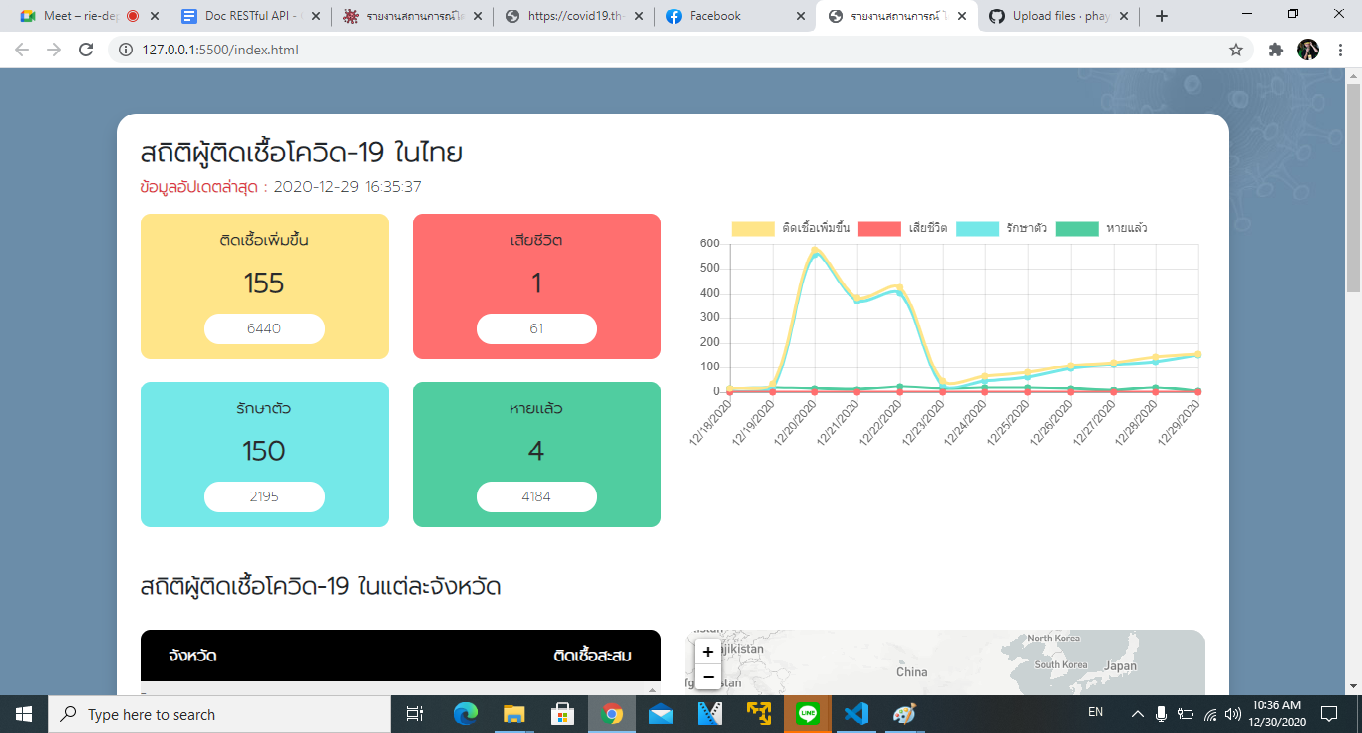 Meet – rie-dep
Doc RESTful API -
รายงานสถานการณ์โค
https://covid19.th-
Facebook
รายงานสถานการณ์ โ
Upload files · phay
127.0.0.1:5500/index.html
สถิติผู้ติดเชื้อโควิด-19 ในไทย
ข้อมูลอัปเดตล่าสุด : 2020-12-29 16:35:37
ติดเชื้อเพิ่มขึ้น
155
6440
เสียชีวิต
1
61
รักษาตัว
150
2195
หายแล้ว
4
4184
ติดเชื้อเพิ่มขึ้น เสียชีวิต รักษาตัว หายแล้ว
600
500
400
300
200
100
0
12/18/2020 12/19/2020 12/20/2020 12/21/2020 12/22/2020 12/23/2020 12/24/2020 12/25/2020 12/26/2020 12/27/2020 12/28/2020 12/29/2020
สถิติผู้ติดเชื้อโควิด-19 ในแต่ละจังหวัด
จังหวัด ติดเชื้อสะสม
+
−
North Korea
South Korea
Japan
China
Type here to search
LINE
EN
10:36 AM
12/30/2020